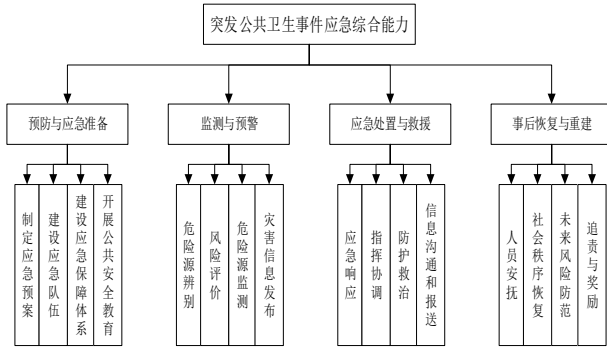 突发公共卫生事件应急综合能力
预防与应急准备
监测与预警
应急处置与救援
事后恢复与重建
制定应急预案
建设应急队伍
建设应急保障体系
开展公共安全教育
危险源辨别
风险评价
危险源监测
灾害信息发布
应急响应
指挥协调
防护救治
信息沟通和报送
人员安抚
社会秩序恢复
未来风险防范
追责与奖励